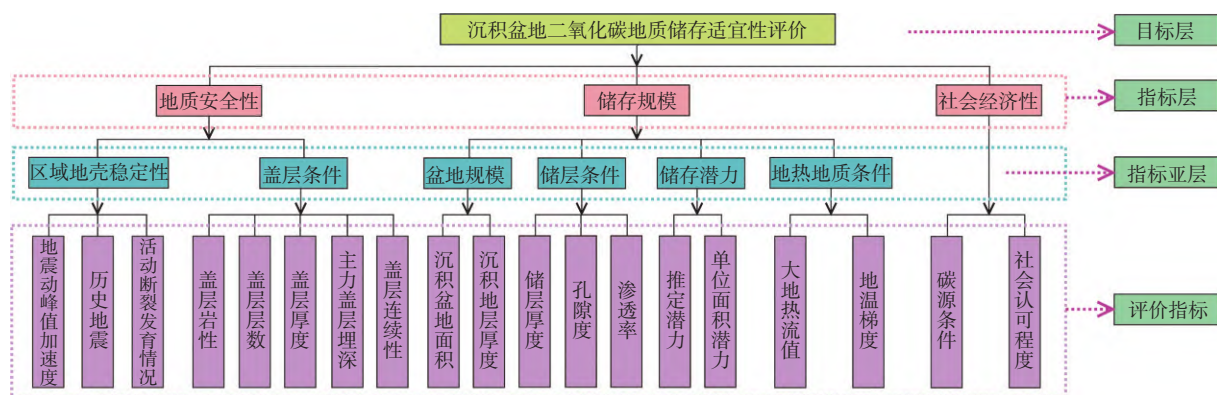 沉积盆地二氧化碳地质储存适宜性评价
目标层
地质安全性
储存规模
社会经济性
指标层
区域地壳稳定性
盖层条件
盆地规模
储层条件
储存潜力
地热地质条件
指标亚层
地震动峰值加速度
历史地震
活动断裂发育情况
盖层岩性
盖层层数
盖层厚度
主力盖层埋深
盖层连续性
沉积盆地面积
沉积地层厚度
储层厚度
孔隙度
渗透率
推定潜力
单位面积潜力
大地热流值
地温梯度
碳源条件
社会认可程度
评价指标